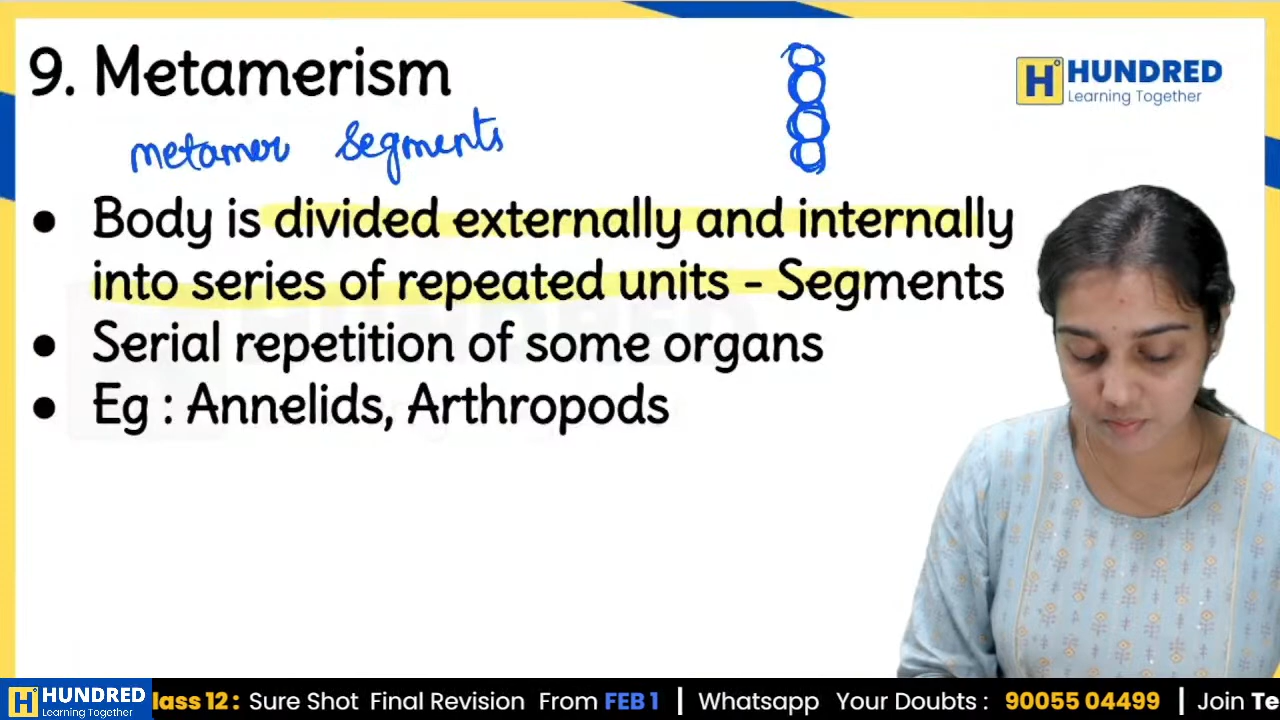 9. Metamerism
metamer segments
• Body is divided externally and internally
into series of repeated units - Segments
• Serial repetition of some organs
• Eg : Annelids, Arthropods
H HUNDRED
Learning Together
H HUNDRED
Learning Together
lass 12 : Sure Shot Final Revision From FEB 1 | Whatsapp Your Doubts : 90055 04499 | Join Te